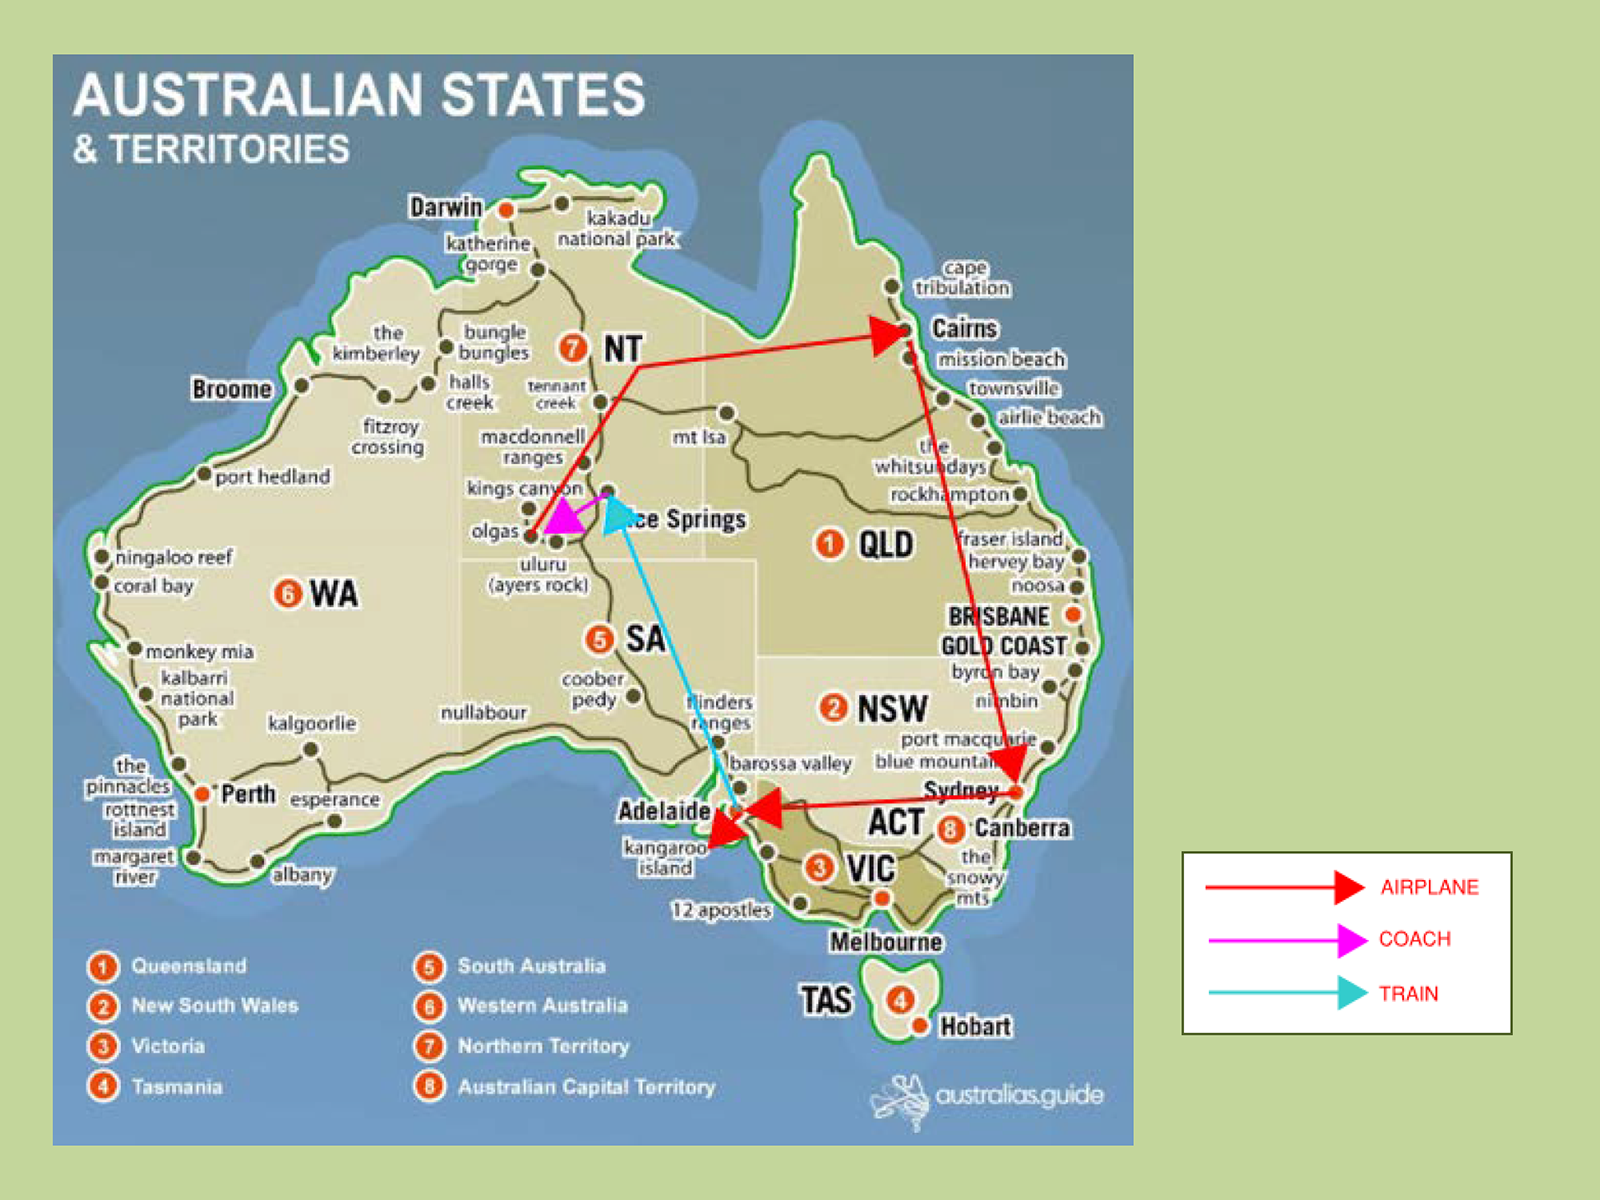 AUSTRALIAN STATES
& TERRITORIES
Darwin
kakadu
national park
katherine
gorge
cape
tribulation
Cairns
mission beach
the
kimberley
bungle
bungles
7 NT
Broome
halls
creek
tennant
creek
townsville
airlie beach
fitzroy
crossing
macdonnell
ranges
mt Isa
the
whitsundays
port hedland
kings canyon
rockhampton
olgas
ice Springs
1 QLD
fraser island
hervey bay
ningaloo reef
coral bay
uluru
(ayers rock)
noosa
6 WA
BRISBANE
GOLD COAST
5 SA
monkey mia
byron bay
nimbin
kalbarri
national
park
coober
pedy
flinders
ranges
2 NSW
nullabour
kalgoorlie
port macquarie
blue mountain
barossa valley
the
pinnacles
Perth
esperance
Sydney
rottnest
island
Adelaide
ACT 8 Canberra
kangaroo
island
3 VIC
margaret
river
albany
the
snowy
mts
12 apostles
Melbourne
TAS 4
Hobart
1 Queensland
2 New South Wales
3 Victoria
4 Tasmania
5 South Australia
6 Western Australia
7 Northern Territory
8 Australian Capital Territory
australias.guide
AIRPLANE
COACH
TRAIN